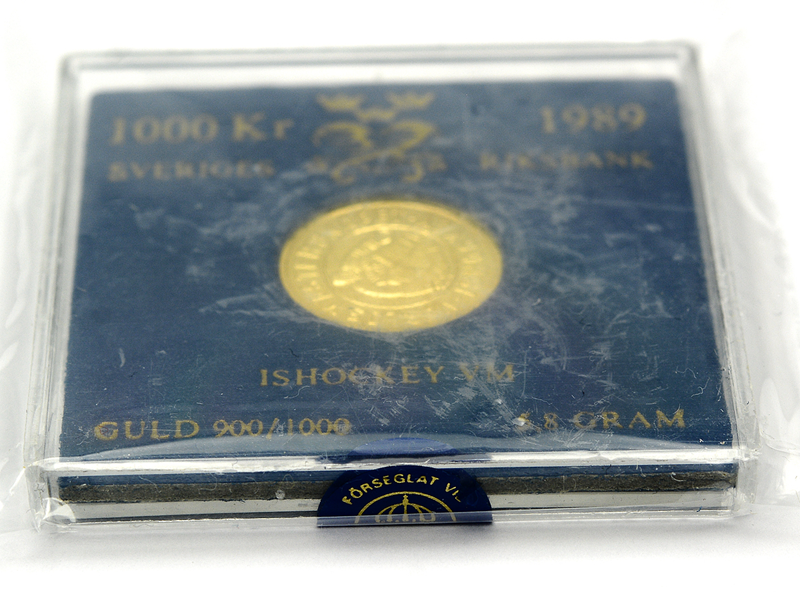 1000 Kr 1989
SVERIGES RIKSBANK
ISHOCKEY VM
GULD 900/1000 5,8 GRAM
FÖRSEGLAT